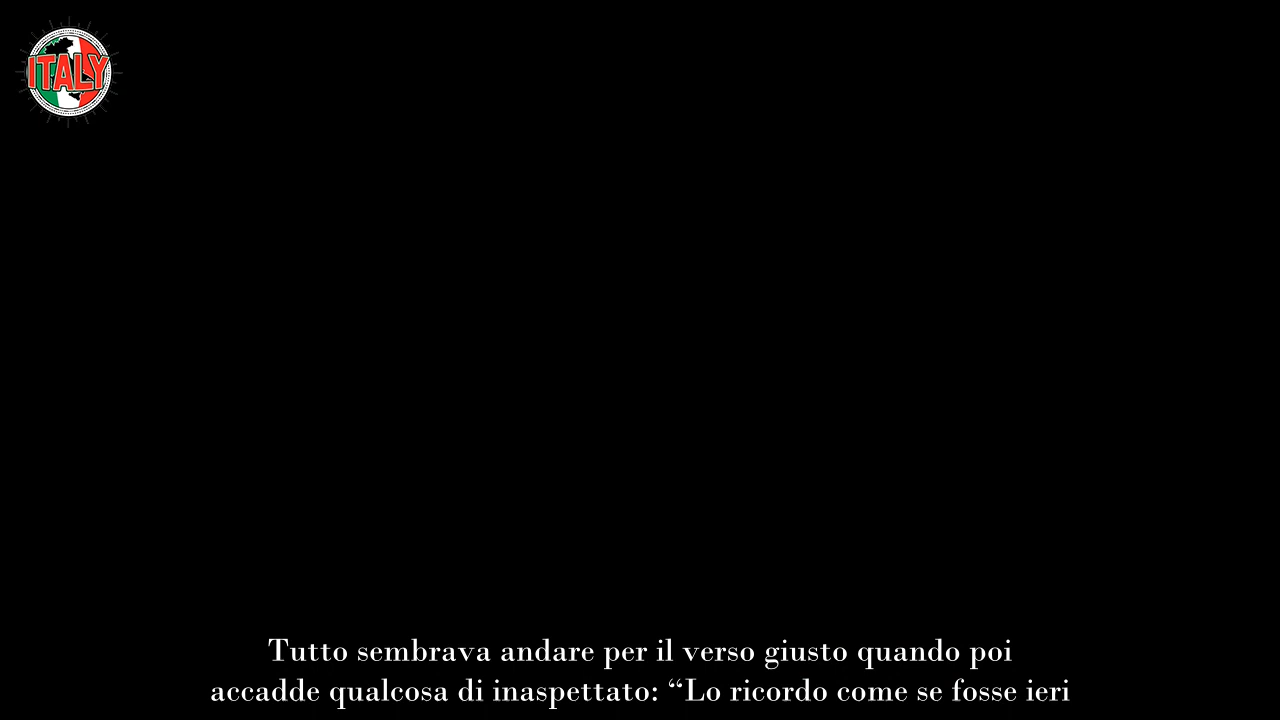 ITALY
Tutto sembrava andare per il verso giusto quando poi
accadde qualcosa di inaspettato: “Lo ricordo come se fosse ieri